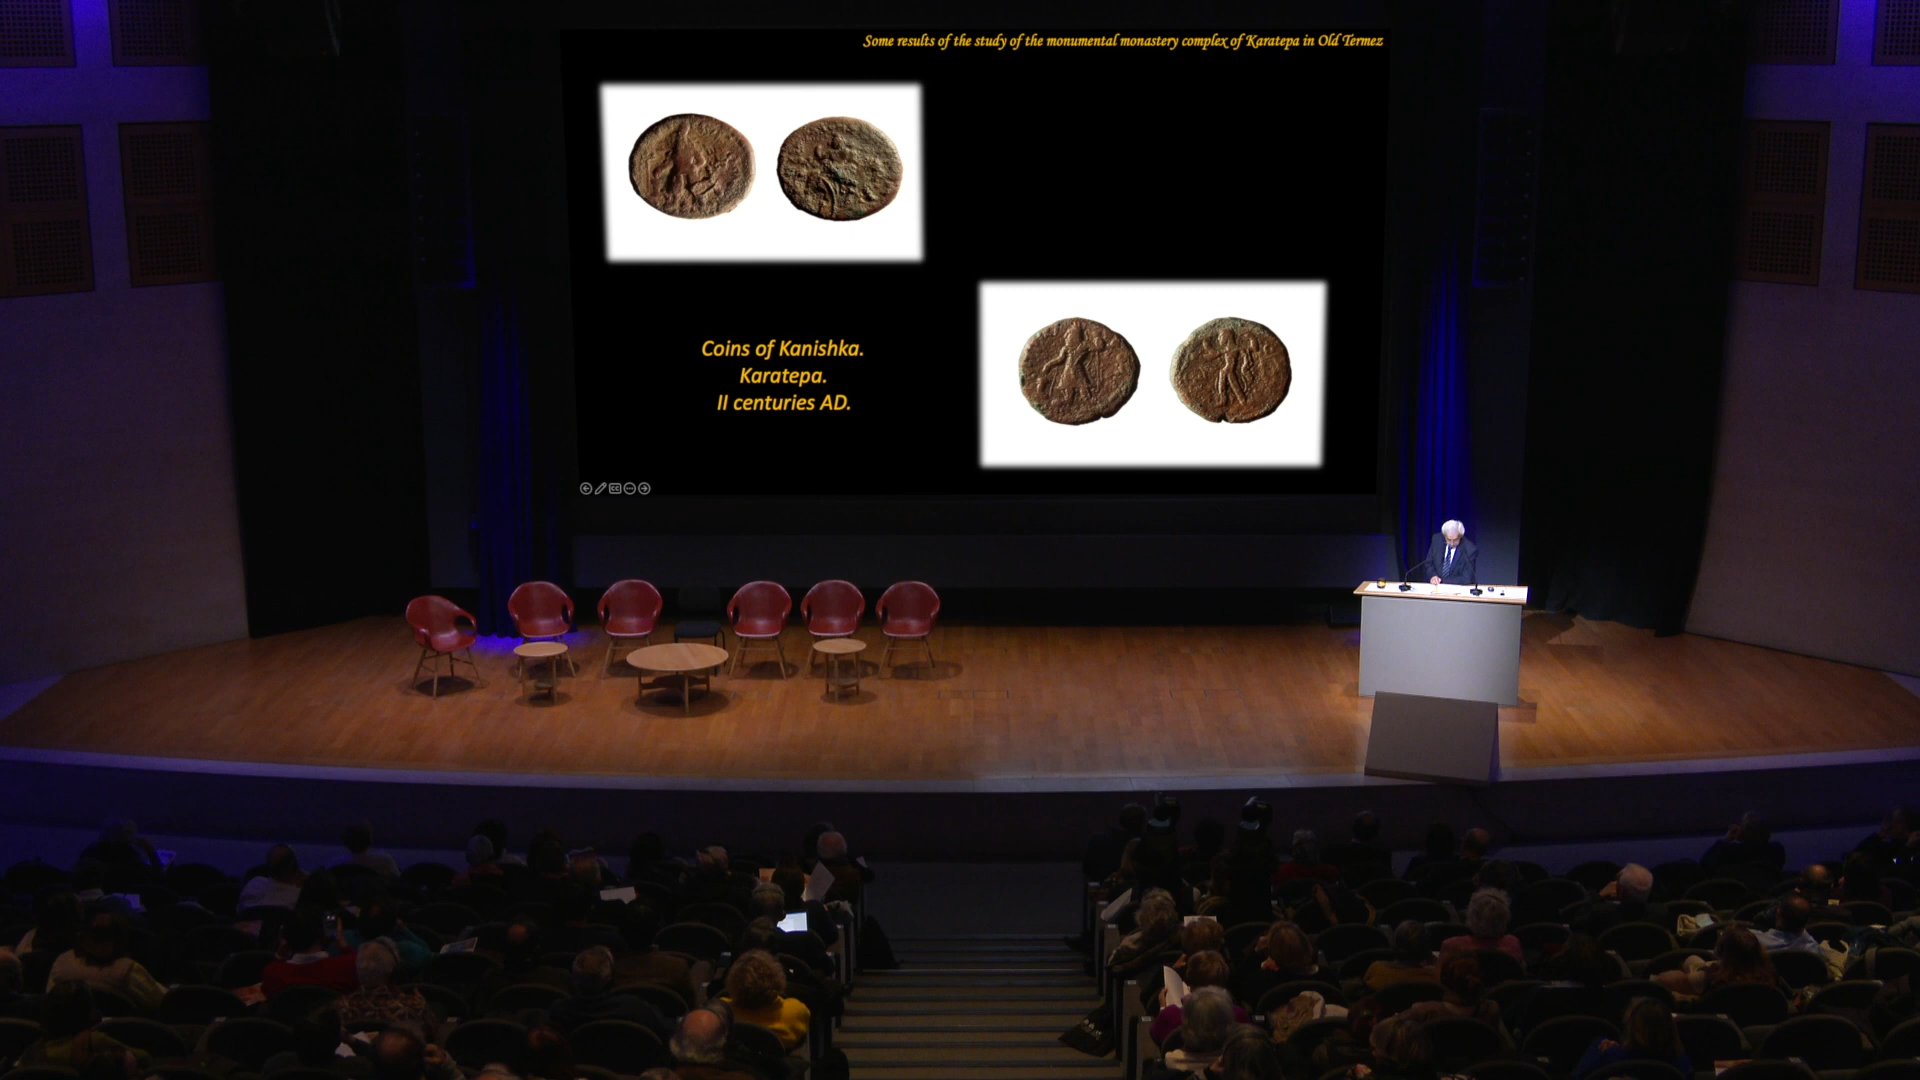 Some results of the study of the monumental monastery complex of Karatepa in Old Termez
Coins of Kanishka.
Karatepa.
II centuries AD.